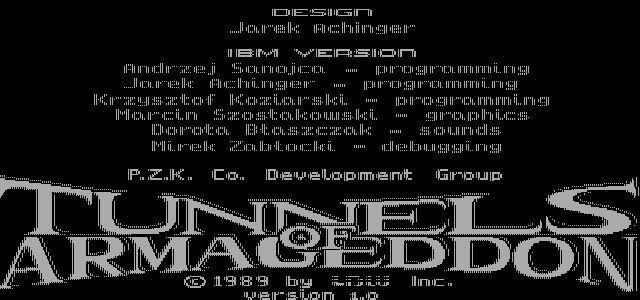 DESIGN
Jarek Achinger
IBM VERSION
Andrzej Sanojca - programming
Jarek Achinger - programming
Krzysztof Koziarski - programming
Marcin Szostakowski - graphics
Dorota Błaszczak - sounds
Mirek Zabłocki - debugging
P.Z.K. Co. Development Group
TUNNELS
OF
ARMAGEDDON
© 1989 by Inc.
version 1.0